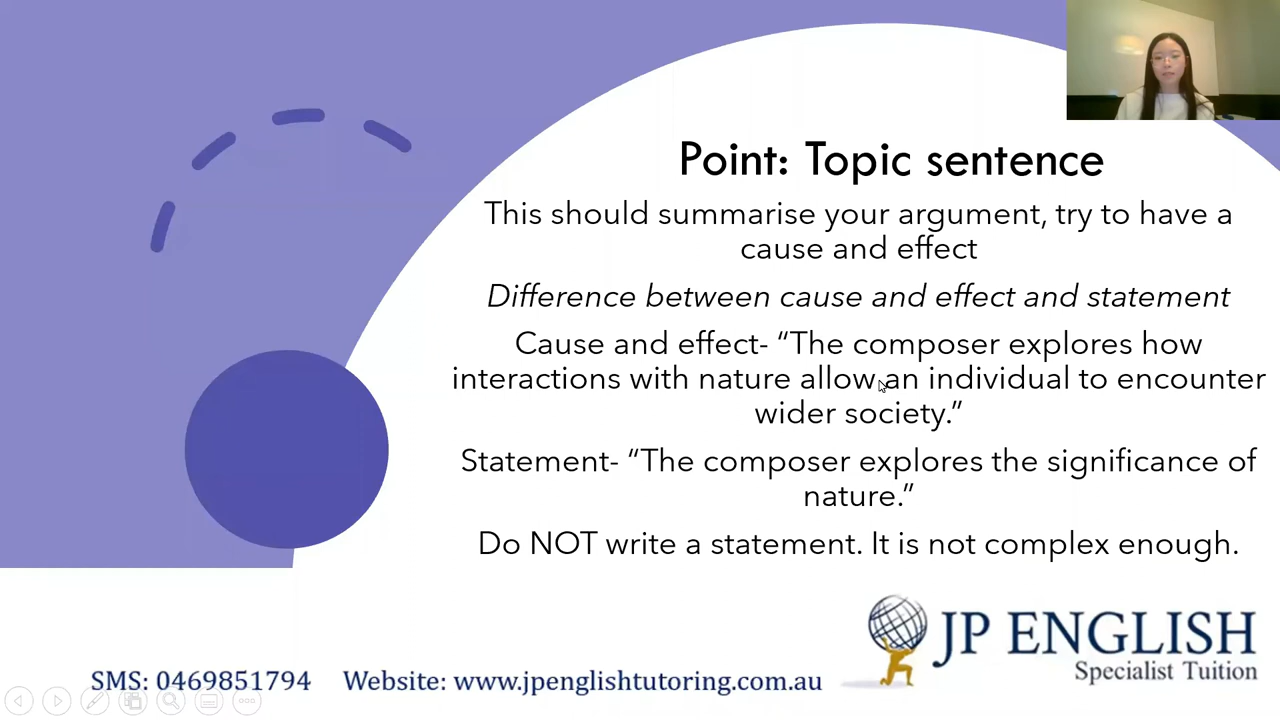 Point: Topic sentence
This should summarise your argument, try to have a
cause and effect
Difference between cause and effect and statement
Cause and effect- “The composer explores how
interactions with nature allow an individual to encounter
wider society.”
Statement- “The composer explores the significance of
nature.”
Do NOT write a statement. It is not complex enough.
JP ENGLISH
Specialist Tuition
SMS: 0469851794 Website: www.jpenglishtutoring.com.au